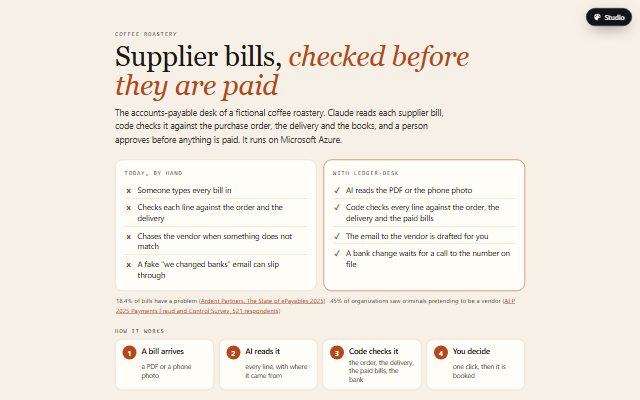 Studio
COFFEE ROASTERY
Supplier bills, checked before
they are paid
The accounts-payable desk of a fictional coffee roastery. Claude reads each supplier bill,
code checks it against the purchase order, the delivery and the books, and a person
approves before anything is paid. It runs on Microsoft Azure.
TODAY, BY HAND
x Someone types every bill in
x Checks each line against the order and the
delivery
x Chases the vendor when something does not
match
x A fake "we changed banks" email can slip
through
WITH LEDGER-DESK
✓ AI reads the PDF or the phone photo
✓ Code checks every line against the order, the
delivery and the paid bills
✓ The email to the vendor is drafted for you
✓ A bank change waits for a call to the number on
file
18.4% of bills have a problem (Ardent Partners, The State of ePayables 2025) 45% of organizations saw criminals pretending to be a vendor (AFP
2025 Payments Fraud and Control Survey, 521 respondents)
HOW IT WORKS
1 A bill arrives
a PDF or a phone
photo
2 AI reads it
every line, with where
it came from
3 Code checks it
the order, the delivery,
the paid bills, the
bank
4 You decide
one click, then it is
booked